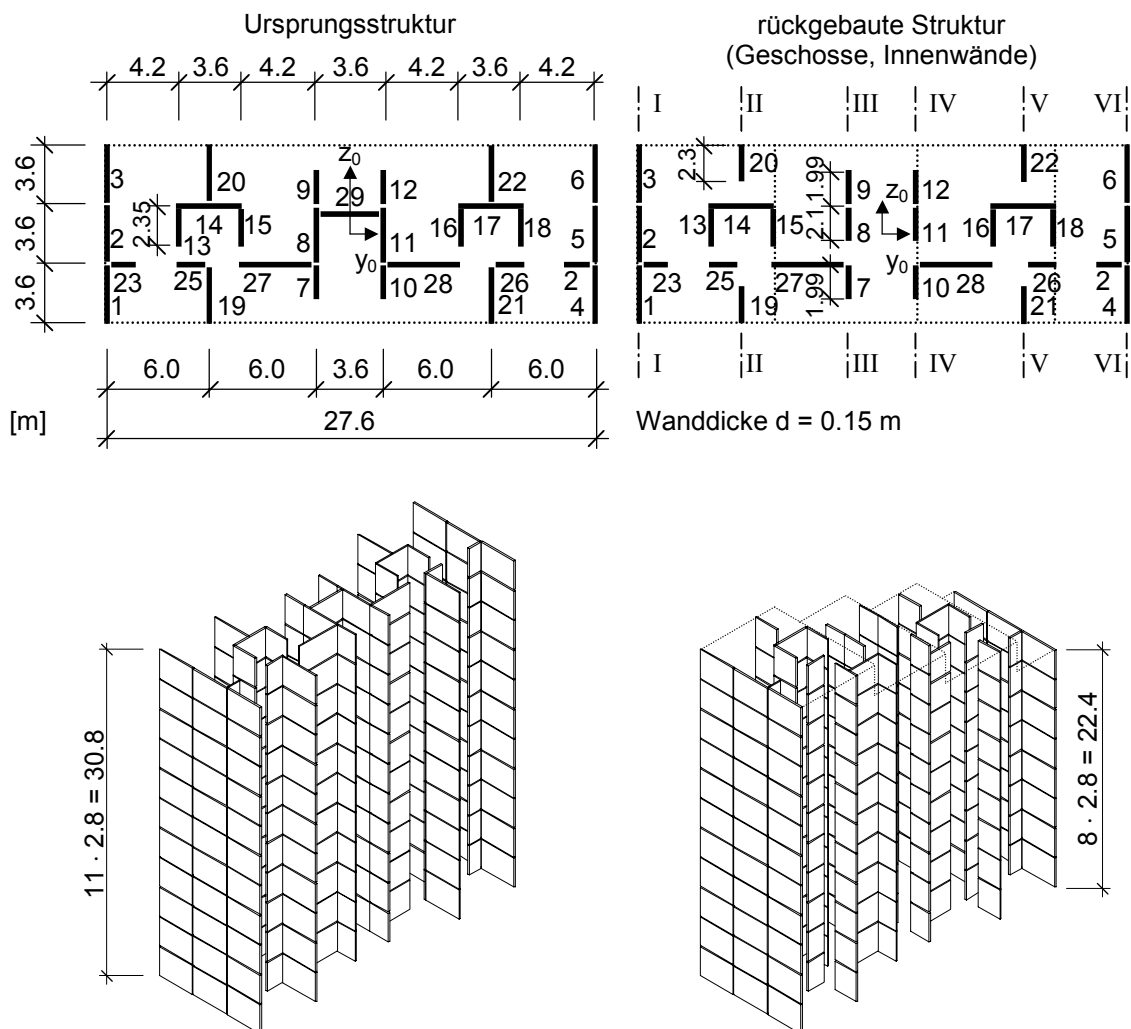 Ursprungsstruktur
rückgebaute Struktur
(Geschosse, Innenwände)
4.2 3.6 4.2 3.6 4.2 3.6 4.2
I II III IV V VI
3.6
3.6
3.6
2.35
3 20 9 z₀ 12 22 6
29
14 15 16 17
2 13 8 11 18 5
y₀
23 25 27 28 26 2
1 19 7 10 21 4
2.3
1.99
2.1
1.99
3 20 9 12 22 6
z₀
13 14 15 8 11 16 17 18
2 5
y₀
23 25 27 28 26 2
1 19 7 10 21 4
6.0 6.0 3.6 6.0 6.0
I II III IV V VI
[m]
27.6
Wanddicke d = 0.15 m
11 · 2.8 = 30.8
8 · 2.8 = 22.4